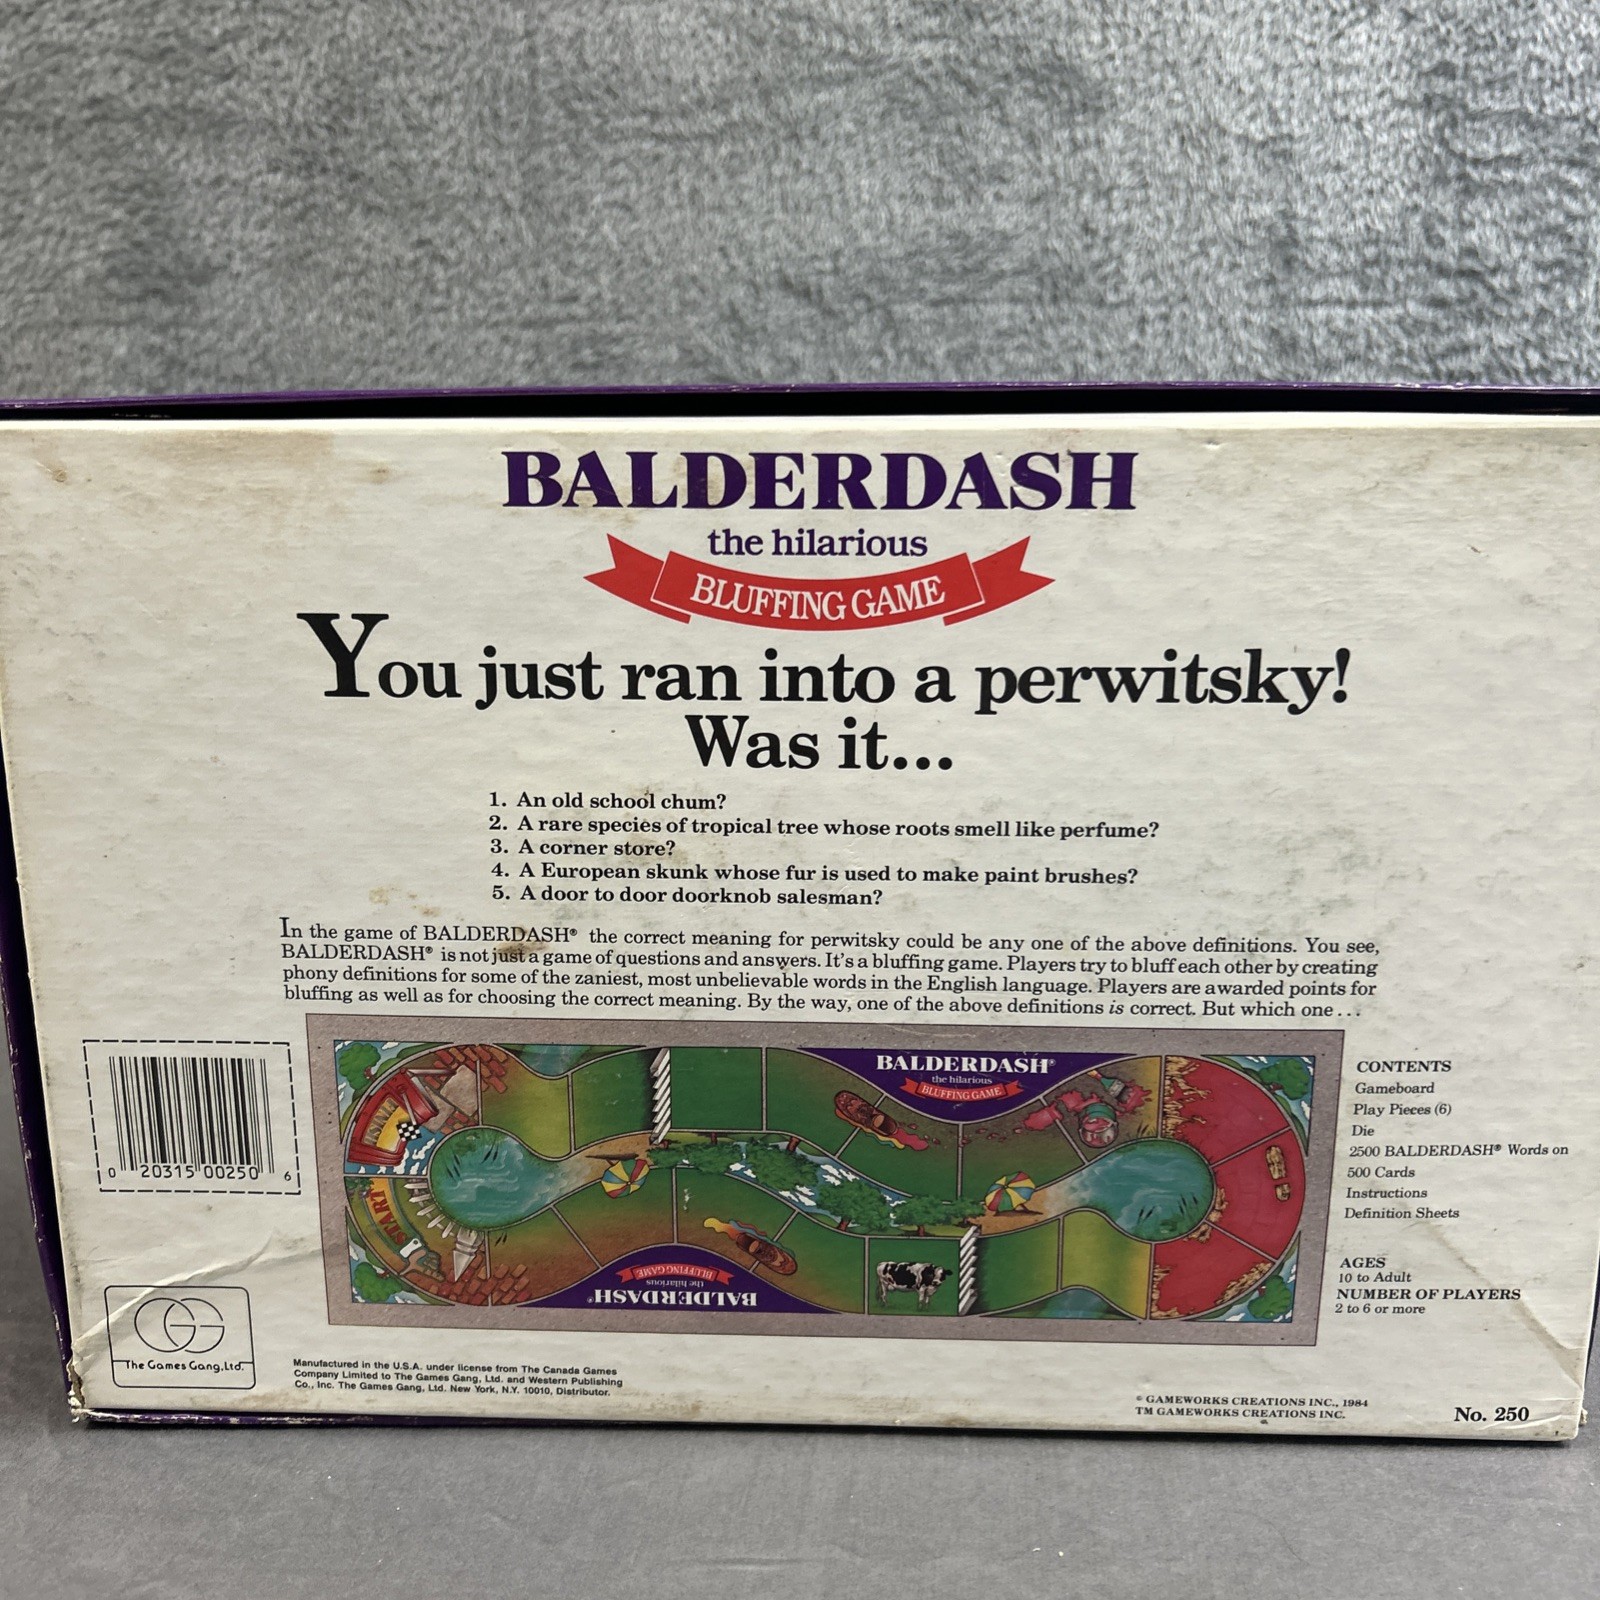 BALDERDASH
the hilarious
BLUFFING GAME
You just ran into a perwitsky!
Was it...
1. An old school chum?
2. A rare species of tropical tree whose roots smell like perfume?
3. A corner store?
4. A European skunk whose fur is used to make paint brushes?
5. A door to door doorknob salesman?
In the game of BALDERDASH® the correct meaning for perwitsky could be any one of the above definitions. You see,
BALDERDASH® is not just a game of questions and answers. It's a bluffing game. Players try to bluff each other by creating
phony definitions for some of the zaniest, most unbelievable words in the English language. Players are awarded points for
bluffing as well as for choosing the correct meaning. By the way, one of the above definitions is correct. But which one...
0 20315 00250 6
BALDERDASH®
the hilarious
BLUFFING GAME
FINISH
START
BALDERDASH®
the hilarious
BLUFFING GAME
CONTENTS
Gameboard
Play Pieces (6)
Die
2500 BALDERDASH® Words on
500 Cards
Instructions
Definition Sheets
AGES
10 to Adult
NUMBER OF PLAYERS
2 to 6 or more
GG
The Games Gang, Ltd.
Manufactured in the U.S.A. under license from The Canada Games
Company Limited to The Games Gang, Ltd. and Western Publishing
Co., Inc. The Games Gang, Ltd. New York, N.Y. 10010, Distributor.
© GAMEWORKS CREATIONS INC., 1984
TM GAMEWORKS CREATIONS INC.
No. 250